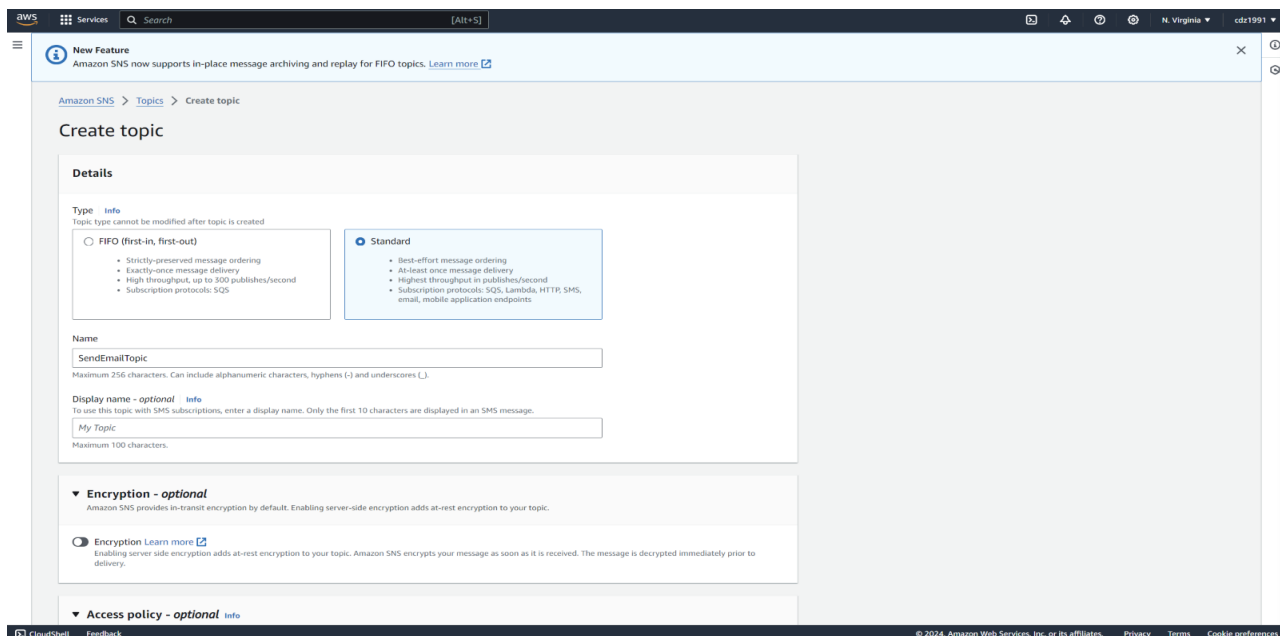 aws
Services
Search
[Alt+S]
N. Virginia
cdz1991
New Feature
Amazon SNS now supports in-place message archiving and replay for FIFO topics. Learn more
Amazon SNS > Topics > Create topic
Create topic
Details
Type Info
Topic type cannot be modified after topic is created
FIFO (first-in, first-out)
• Strictly-preserved message ordering
• Exactly-once message delivery
• High throughput, up to 300 publishes/second
• Subscription protocols: SQS
Standard
• Best-effort message ordering
• At-least once message delivery
• Highest throughput in publishes/second
• Subscription protocols: SQS, Lambda, HTTP, SMS,
email, mobile application endpoints
Name
SendEmailTopic
Maximum 256 characters. Can include alphanumeric characters, hyphens (-) and underscores (_).
Display name - optional Info
To use this topic with SMS subscriptions, enter a display name. Only the first 10 characters are displayed in an SMS message.
My Topic
Maximum 100 characters.
Encryption - optional
Amazon SNS provides in-transit encryption by default. Enabling server-side encryption adds at-rest encryption to your topic.
Encryption Learn more
Enabling server side encryption adds at-rest encryption to your topic. Amazon SNS encrypts your message as soon as it is received. The message is decrypted immediately prior to
delivery.
Access policy - optional Info
CloudShell Feedback
© 2024, Amazon Web Services, Inc. or its affiliates. Privacy Terms Cookie preferences